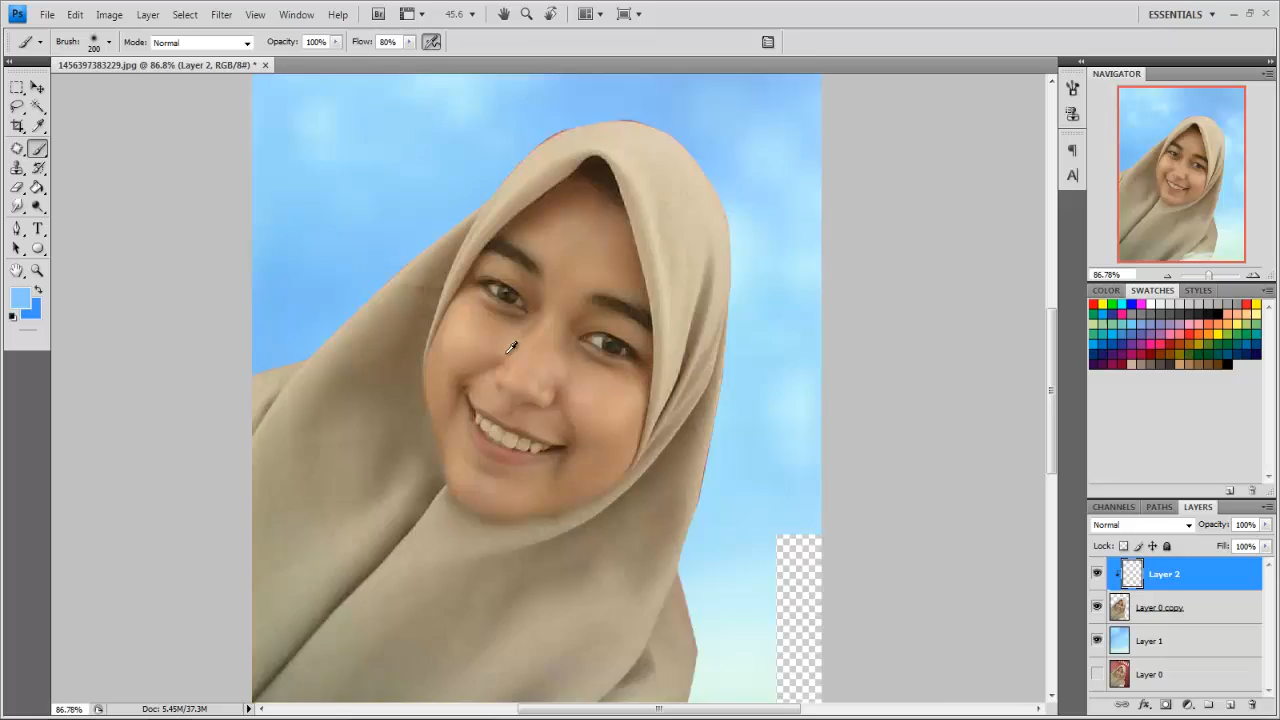 Ps File Edit Image Layer Select Filter View Window Help Br 45.6 ESSENTIALS
Brush: 200 Mode: Normal Opacity: 100% Flow: 80%
1456397383229.jpg @ 86.8% (Layer 2, RGB/8#) *
NAVIGATOR
86.78%
COLOR SWATCHES STYLES
CHANNELS PATHS LAYERS
Normal Opacity: 100%
Lock: Fill: 100%
Layer 2
Layer 0 copy
Layer 1
Layer 0
86.78% Doc: 5.45M/37.3M